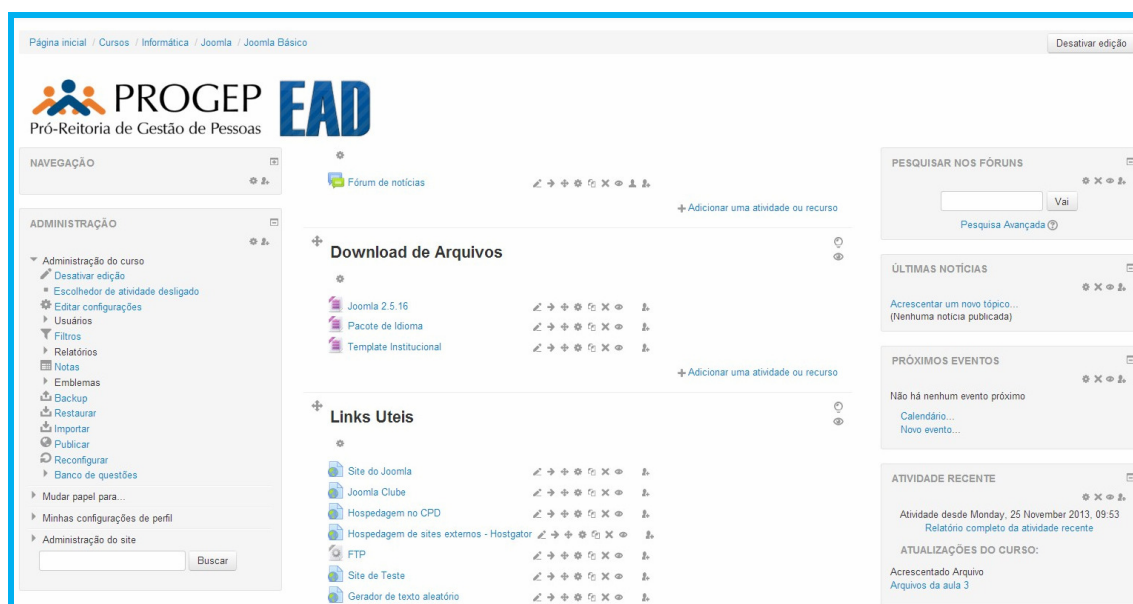 Página inicial / Cursos / Informática / Joomla / Joomla Básico
Desativar edição
PROGEP
Pró-Reitoria de Gestão de Pessoas
EAD
NAVEGAÇÃO
ADMINISTRAÇÃO
Administração do curso
Desativar edição
Escolhedor de atividade desligado
Editar configurações
Usuários
Filtros
Relatórios
Notas
Emblemas
Backup
Restaurar
Importar
Publicar
Reconfigurar
Banco de questões
Mudar papel para...
Minhas configurações de perfil
Administração do site
Buscar
Fórum de notícias
Adicionar uma atividade ou recurso
Download de Arquivos
Joomla 2.5.16
Pacote de Idioma
Template Institucional
Adicionar uma atividade ou recurso
Links Uteis
Site do Joomla
Joomla Clube
Hospedagem no CPD
Hospedagem de sites externos - Hostgator
FTP
Site de Teste
Gerador de texto aleatório
PESQUISAR NOS FÓRUNS
Vai
Pesquisa Avançada
ÚLTIMAS NOTÍCIAS
Acrescentar um novo tópico...
(Nenhuma notícia publicada)
PRÓXIMOS EVENTOS
Não há nenhum evento próximo
Calendário...
Novo evento...
ATIVIDADE RECENTE
Atividade desde Monday, 25 November 2013, 09:53
Relatório completo da atividade recente
ATUALIZAÇÕES DO CURSO:
Acrescentado Arquivo
Arquivos da aula 3